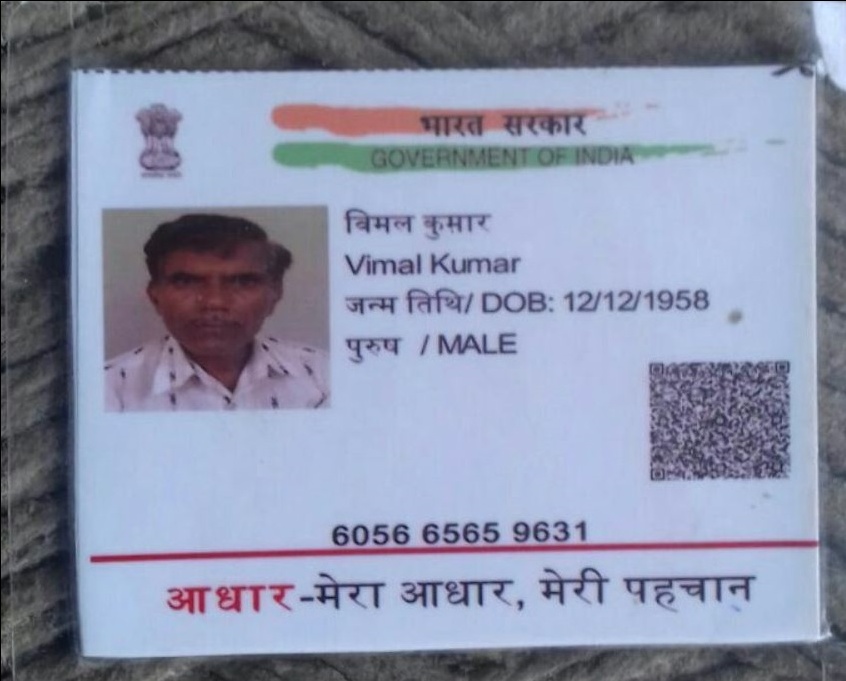 भारत सरकार
GOVERNMENT OF INDIA
बिमल कुमार
Vimal Kumar
जन्म तिथि/ DOB: 12/12/1958
पुरुष / MALE
6056 6565 9631
आधार-मेरा आधार, मेरी पहचान